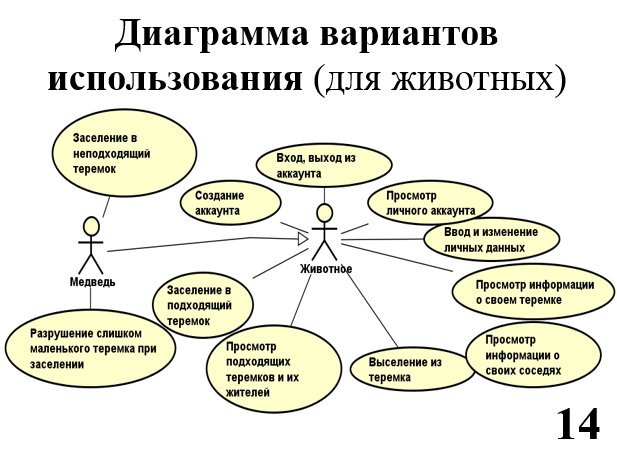 Диаграмма вариантов
использования (для животных)
Заселение в
неподходящий
теремок
Вход, выход из
аккаунта
Создание
аккаунта
Просмотр
личного аккаунта
Ввод и изменение
личных данных
Медведь
Животное
Заселение в
подходящий
теремок
Просмотр информации
о своем теремке
Разрушение слишком
маленького теремка при
заселении
Просмотр
подходящих
теремков и их
жителей
Выселение из
теремка
Просмотр
информации о
своих соседях
14